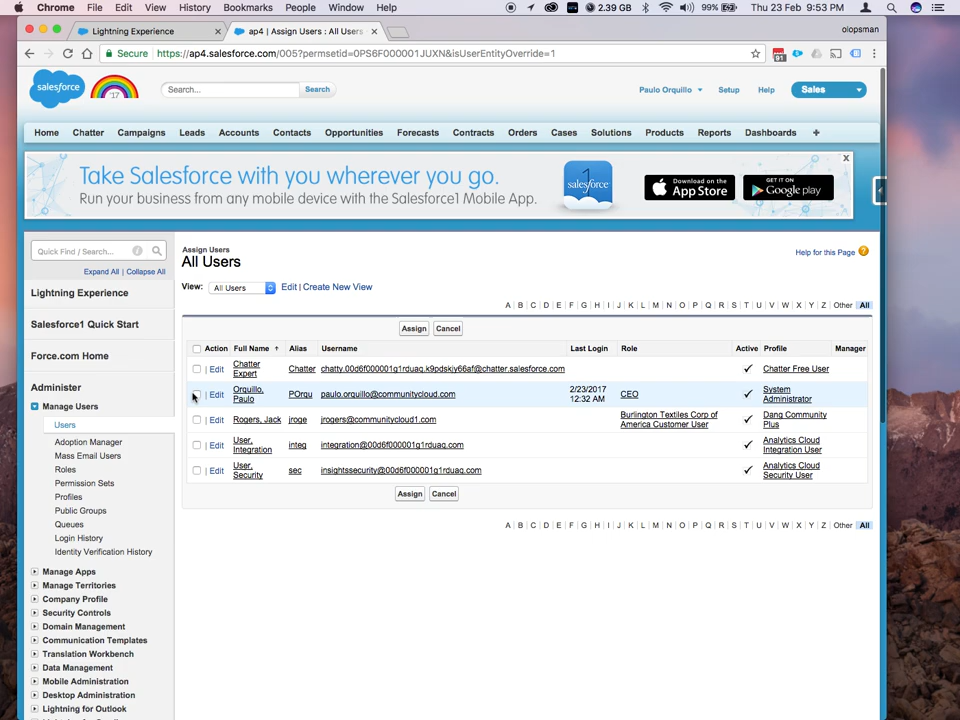 Chrome File Edit View History Bookmarks People Window Help 2.39 GB 99% Thu 23 Feb 9:53 PM
Lightning Experience × ap4 | Assign Users : All Users × olopsman
Secure https://ap4.salesforce.com/005?permsetid=0PS6F000001JUXN&isUserEntityOverride=1 91
salesforce '17 Search... Search Paulo Orquillo Setup Help Sales
Home Chatter Campaigns Leads Accounts Contacts Opportunities Forecasts Contracts Orders Cases Solutions Products Reports Dashboards +
Take Salesforce with you wherever you go.
Run your business from any mobile device with the Salesforce1 Mobile App.
salesforce1
Download on the
App Store
GET IT ON
Google play
x
Quick Find / Search... i
Expand All | Collapse All
Lightning Experience
Salesforce1 Quick Start
Force.com Home
Administer
Manage Users
Users
Adoption Manager
Mass Email Users
Roles
Permission Sets
Profiles
Public Groups
Queues
Login History
Identity Verification History
Manage Apps
Manage Territories
Company Profile
Security Controls
Domain Management
Communication Templates
Translation Workbench
Data Management
Mobile Administration
Desktop Administration
Lightning for Outlook
Assign Users
All Users
Help for this Page ?
View: All Users Edit | Create New View
A B C D E F G H I J K L M N O P Q R S T U V W X Y Z Other All
Assign Cancel
Action Full Name Alias Username Last Login Role Active Profile Manager
Edit Chatter Expert Chatter chatty.00d6f000001g1rduaq.k9pdskiy66af@chatter.salesforce.com Chatter Free User
Edit Orquillo, Paulo POrqu paulo.orquillo@communitycloud.com 2/23/2017 12:32 AM CEO System Administrator
Edit Rogers, Jack jroge jrogers@communitycloud1.com Burlington Textiles Corp of America Customer User Dang Community Plus
Edit User, Integration integ integration@00d6f000001g1rduaq.com Analytics Cloud Integration User
Edit User, Security sec insightssecurity@00d6f000001g1rduaq.com Analytics Cloud Security User
Assign Cancel
A B C D E F G H I J K L M N O P Q R S T U V W X Y Z Other All